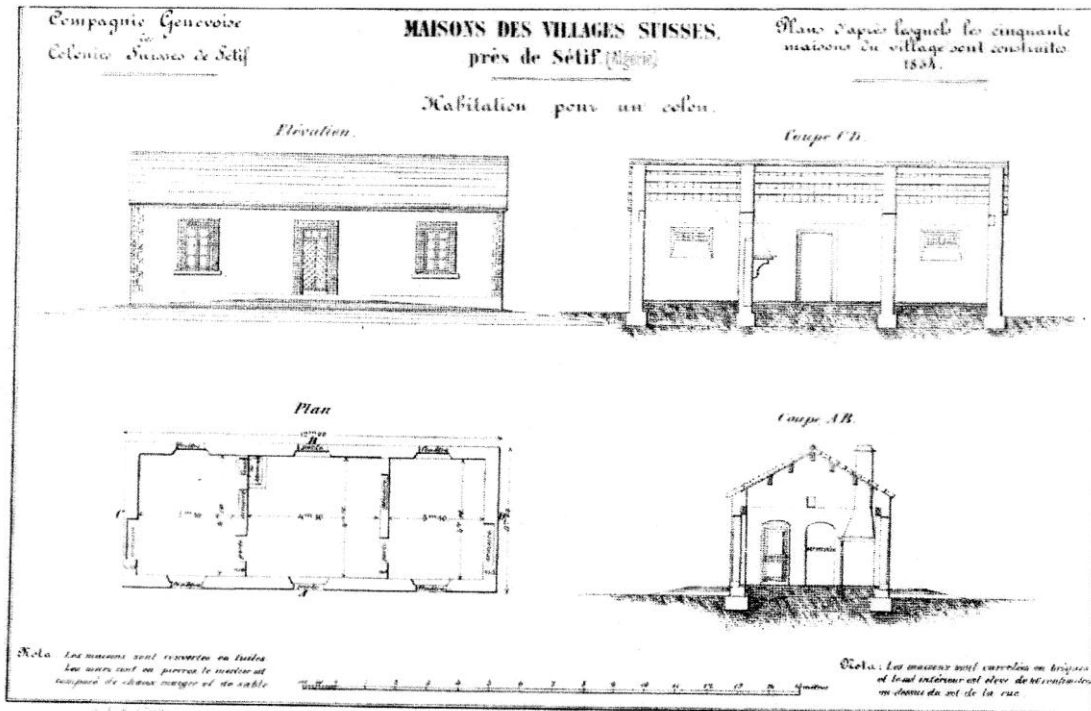 Compagnie Genevoise
des
Colonies Suisses de Sétif
MAISONS DES VILLAGES SUISSES,
près de Sétif (Algérie)
Plans d'après lesquels les cinquante
maisons du village sont construites
1854.
Habitation pour un colon.
Elévation.
Coupe CD.
Plan
Coupe AB.
B
C
A
Nota Les maisons sont couvertes en tuiles
Les murs sont en pierres le mortier est
composé de chaux maigre et de sable
mètres
Nota : Les maisons sont carrelées en briques
et le sol intérieur est élevé de centimètres
au dessus du sol de la rue.